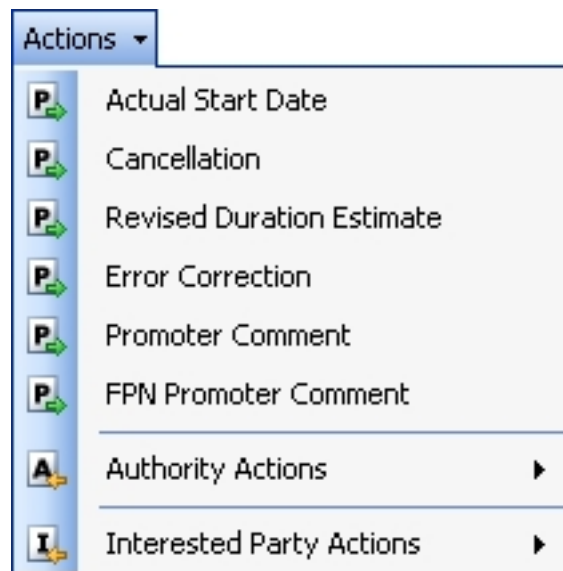 Actions
P Actual Start Date
P Cancellation
P Revised Duration Estimate
P Error Correction
P Promoter Comment
P FPN Promoter Comment
A Authority Actions
I Interested Party Actions